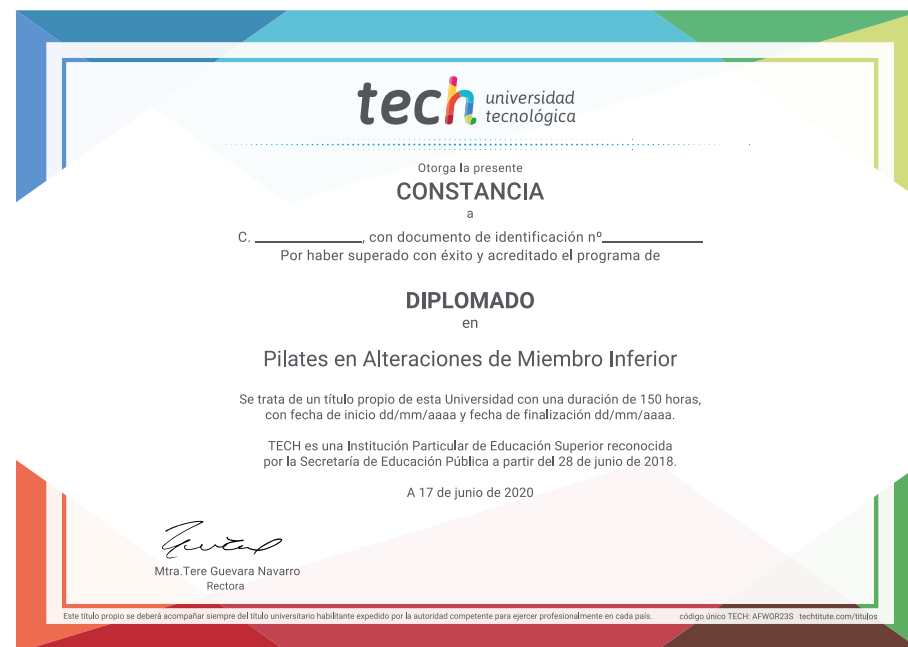 tech universidad
tecnológica
Otorga la presente
CONSTANCIA
a
C. ____________, con documento de identificación nº____________
Por haber superado con éxito y acreditado el programa de
DIPLOMADO
en
Pilates en Alteraciones de Miembro Inferior
Se trata de un título propio de esta Universidad con una duración de 150 horas,
con fecha de inicio dd/mm/aaaa y fecha de finalización dd/mm/aaaa.
TECH es una Institución Particular de Educación Superior reconocida
por la Secretaría de Educación Pública a partir del 28 de junio de 2018.
A 17 de junio de 2020
Mtra.Tere Guevara Navarro
Rectora
Este título propio se deberá acompañar siempre del título universitario habilitante expedido por la autoridad competente para ejercer profesionalmente en cada país. código único TECH: AFWOR23S techtitute.com/titulos